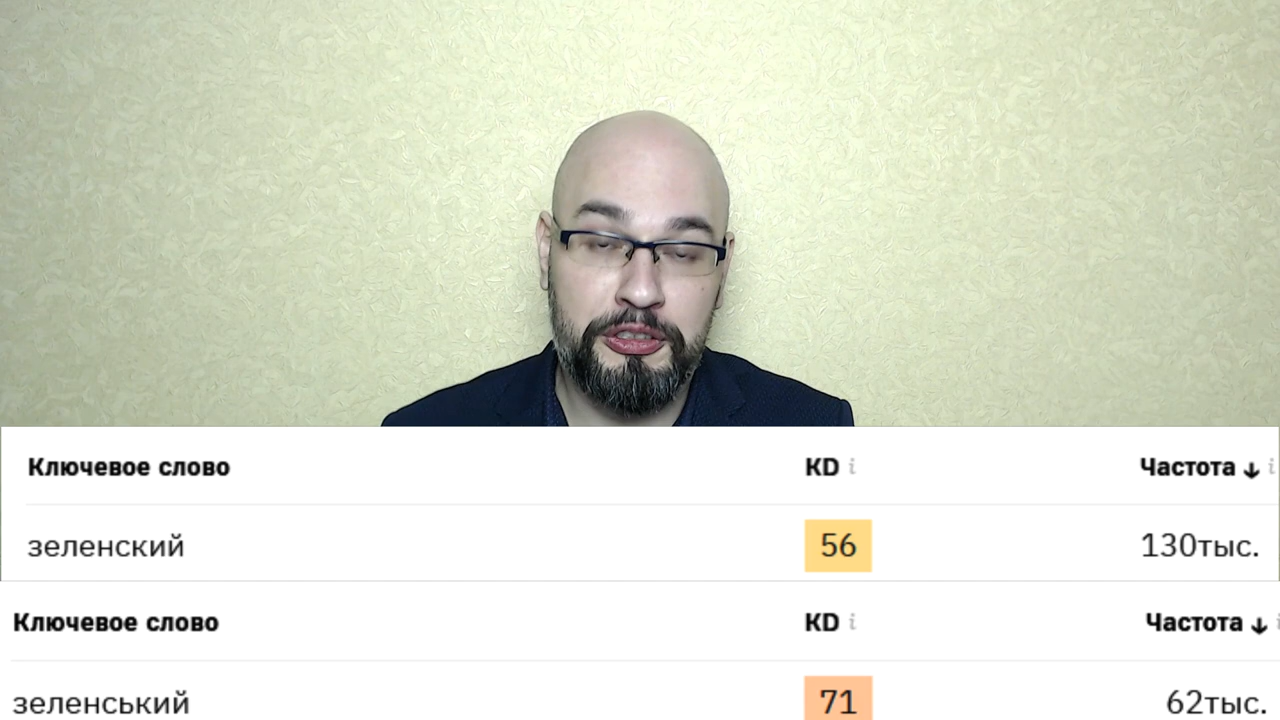 Ключевое слово KD i Частота ↓ i
зеленский 56 130тыс.
Ключевое слово KD i Частота ↓ i
зеленський 71 62тыс.